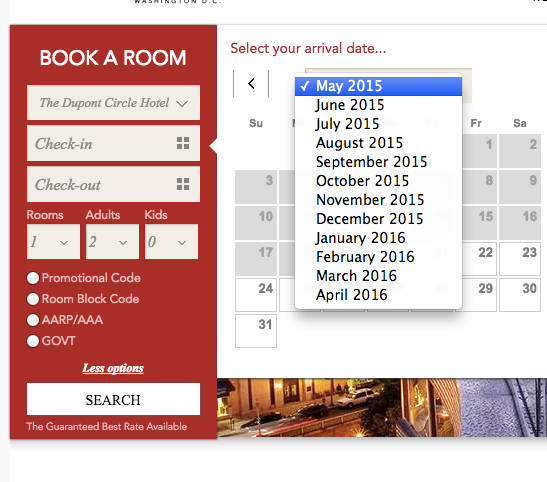 WASHINGTON D.C.
BOOK A ROOM
The Dupont Circle Hotel
Check-in
Check-out
Rooms Adults Kids
1 2 0
Promotional Code
Room Block Code
AARP/AAA
GOVT
Less options
SEARCH
The Guaranteed Best Rate Available
Select your arrival date...
✓ May 2015
June 2015
July 2015
August 2015
September 2015
October 2015
November 2015
December 2015
January 2016
February 2016
March 2016
April 2016
Su Fr Sa
1 2
3 8 9
10 15 16
17 22 23
24 29 30
31